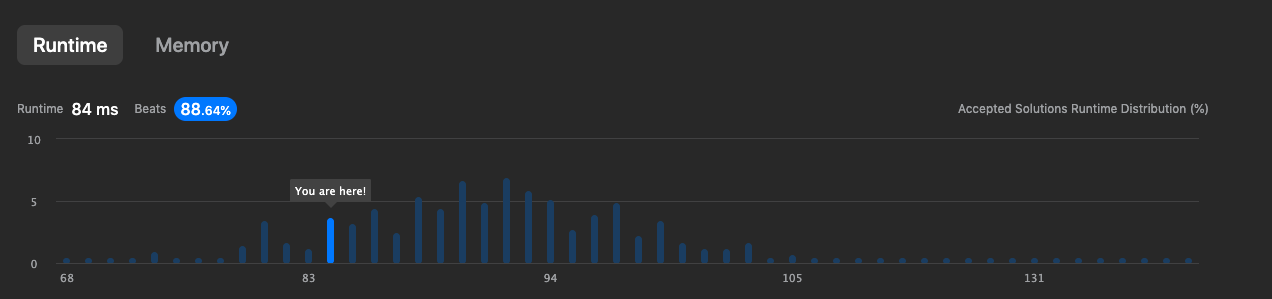 Runtime Memory
Runtime 84 ms Beats 88.64% Accepted Solutions Runtime Distribution (%)
10
You are here!
5
0
68 83 94 105 131